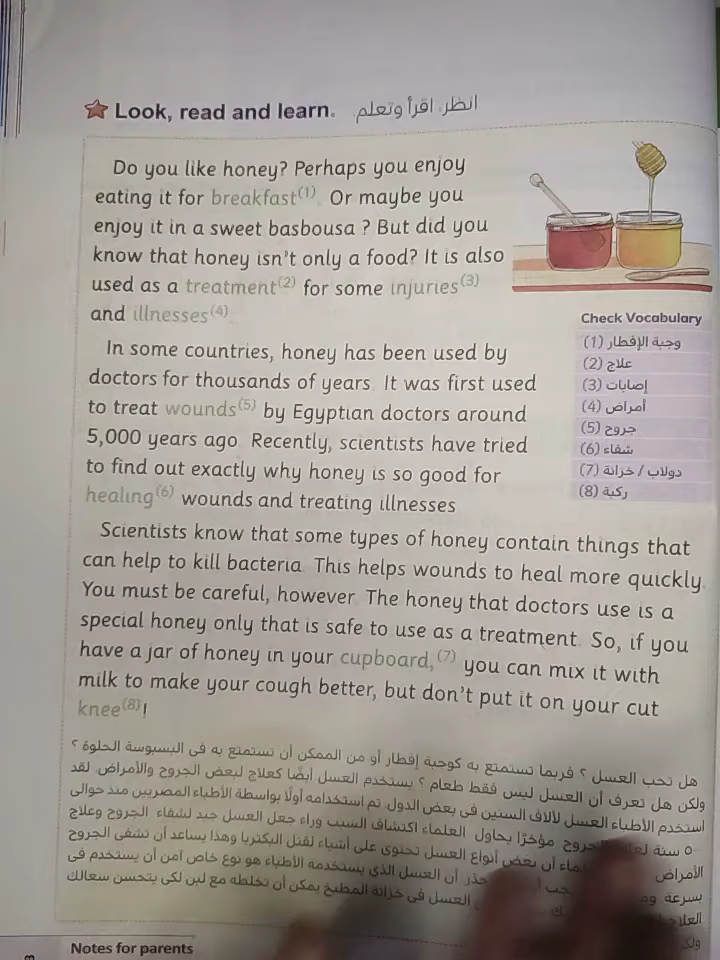 Look, read and learn. انظر، اقرأ وتعلم.
Do you like honey? Perhaps you enjoy
eating it for breakfast(1). Or maybe you
enjoy it in a sweet basbousa ? But did you
know that honey isn't only a food? It is also
used as a treatment(2) for some injuries(3)
and illnesses(4).
In some countries, honey has been used by
doctors for thousands of years. It was first used
to treat wounds(5) by Egyptian doctors around
5,000 years ago. Recently, scientists have tried
to find out exactly why honey is so good for
healing(6) wounds and treating illnesses
Check Vocabulary
(1) وجبة الإفطار
(2) علاج
(3) إصابات
(4) أمراض
(5) جروح
(6) شفاء
(7) دولاب / خزانة
(8) ركبة
Scientists know that some types of honey contain things that
can help to kill bacteria. This helps wounds to heal more quickly.
You must be careful, however. The honey that doctors use is a
special honey only that is safe to use as a treatment. So, if you
have a jar of honey in your cupboard,(7) you can mix it with
milk to make your cough better, but don't put it on your cut
knee(8)!
هل تحب العسل ؟ فربما تستمتع به كوجبة إفطار أو من الممكن أن تستمتع به فى البسبوسة الحلوة ؟
ولكن هل تعرف أن العسل ليس فقط طعام ؟ يستخدم العسل أيضًا كعلاج لبعض الجروح والأمراض. لقد
استخدم الأطباء العسل لآلاف السنين فى بعض الدول. تم استخدامه أولًا بواسطة الأطباء المصريين منذ حوالى
٥٠٠٠ سنة الجروح. مؤخرًا يحاول العلماء اكتشاف السبب وراء جعل العسل جيد لشفاء الجروح وعلاج
الأمراض. أن بعض أنواع العسل تحتوى على أشياء لقتل البكتريا وهذا يساعد أن تشفى الجروح
بسرعة حذر أن العسل الذى يستخدمه الأطباء هو نوع خاص آمن أن يستخدم فى
العسل فى خزانة المطبخ يمكن أن تخلطه مع لبن لكى يتحسن سعالك
Notes for parents